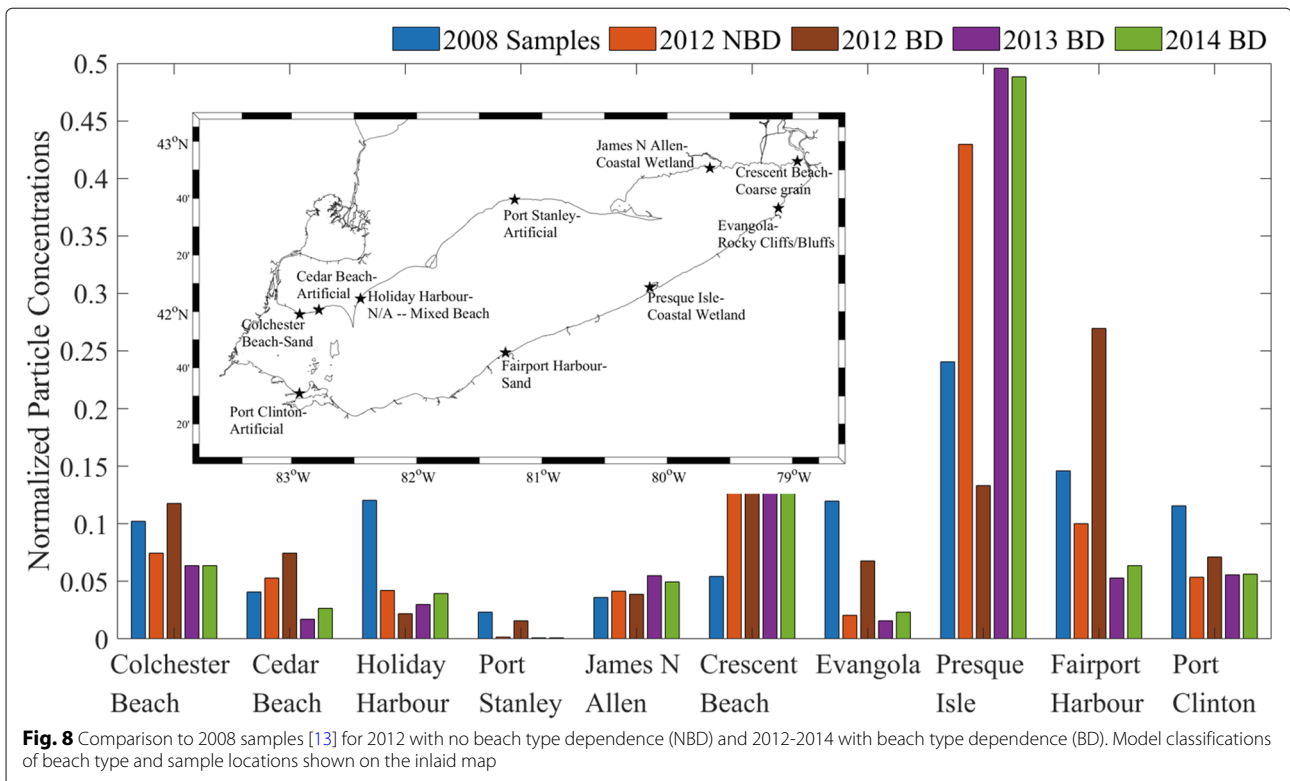 2008 Samples 2012 NBD 2012 BD 2013 BD 2014 BD
Normalized Particle Concentrations
0.5
0.45
0.4
0.35
0.3
0.25
0.2
0.15
0.1
0.05
0
43°N
40'
20'
42°N
40'
20'
83°W 82°W 81°W 80°W 79°W
James N Allen-
Coastal Wetland
Crescent Beach-
Coarse grain
Port Stanley-
Artificial
Evangola-
Rocky Cliffs/Bluffs
Cedar Beach-
Artificial
Holiday Harbour-
N/A -- Mixed Beach
Presque Isle-
Coastal Wetland
Colchester
Beach-Sand
Fairport Harbour-
Sand
Port Clinton-
Artificial
Colchester Cedar Holiday Port James N Crescent Evangola Presque Fairport Port
Beach Beach Harbour Stanley Allen Beach Isle Harbour Clinton
Fig. 8 Comparison to 2008 samples [13] for 2012 with no beach type dependence (NBD) and 2012-2014 with beach type dependence (BD). Model classifications
of beach type and sample locations shown on the inlaid map